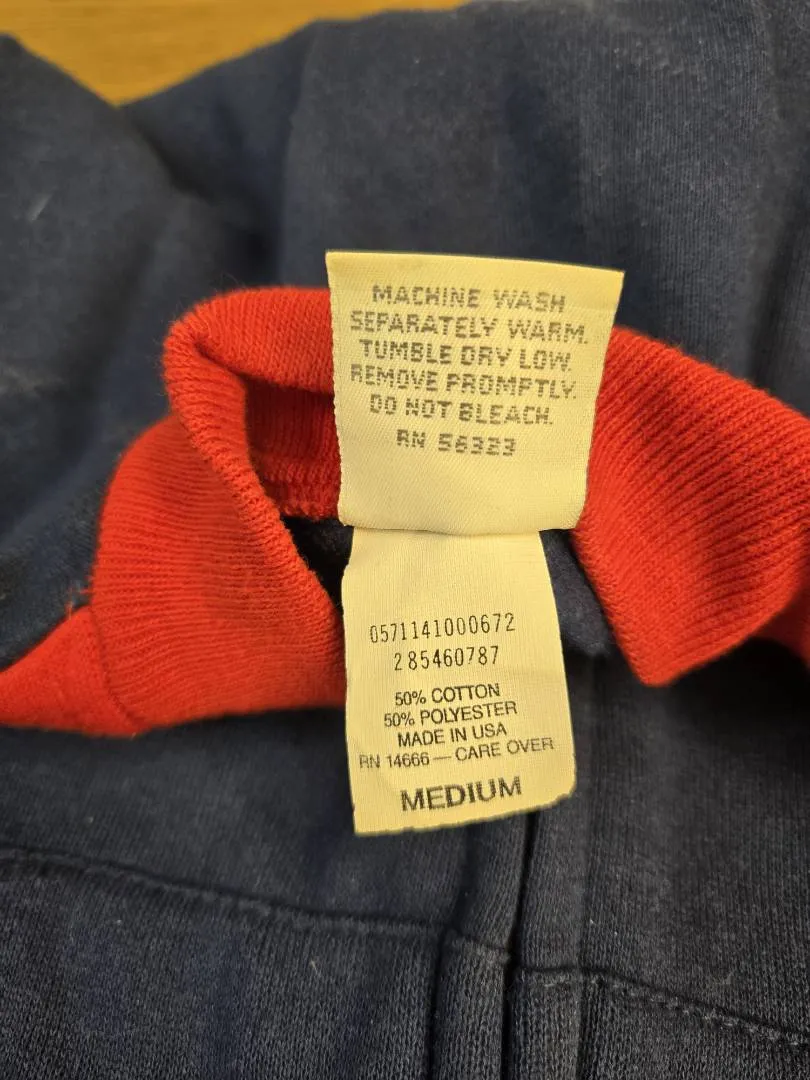 MACHINE WASH
SEPARATELY WARM.
TUMBLE DRY LOW.
REMOVE PROMPTLY.
DO NOT BLEACH.
RN 56323
0571141000672
285460787
50% COTTON
50% POLYESTER
MADE IN USA
RN 14666 — CARE OVER
MEDIUM